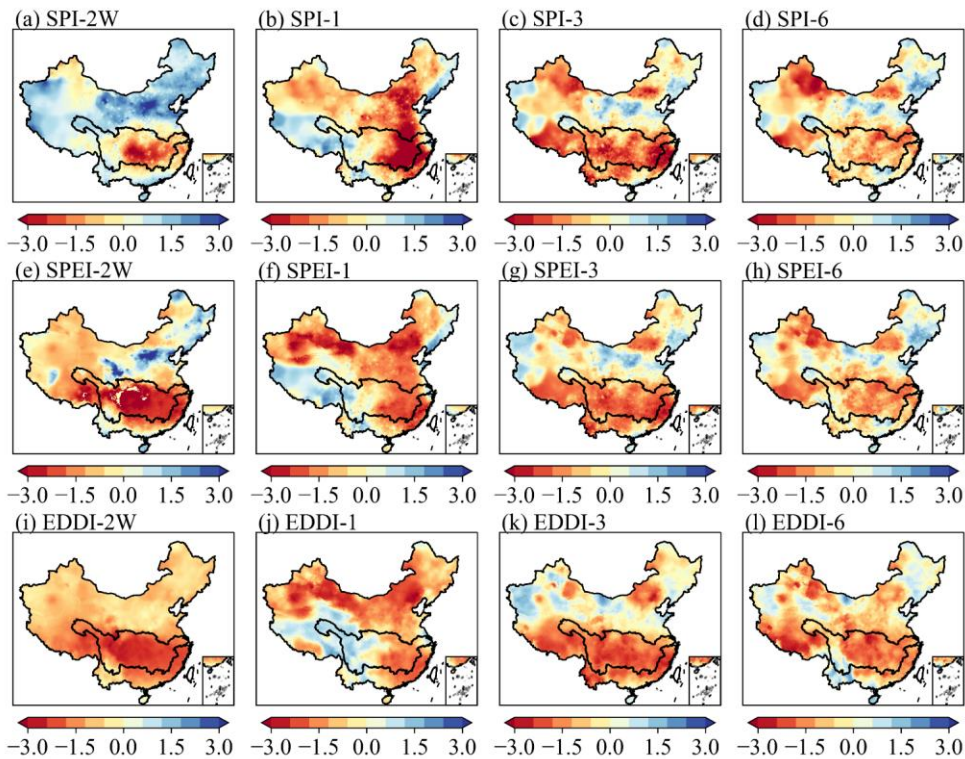 (a) SPI-2W (b) SPI-1 (c) SPI-3 (d) SPI-6
−3.0 −1.5 0.0 1.5 3.0 −3.0 −1.5 0.0 1.5 3.0 −3.0 −1.5 0.0 1.5 3.0 −3.0 −1.5 0.0 1.5 3.0
(e) SPEI-2W (f) SPEI-1 (g) SPEI-3 (h) SPEI-6
−3.0 −1.5 0.0 1.5 3.0 −3.0 −1.5 0.0 1.5 3.0 −3.0 −1.5 0.0 1.5 3.0 −3.0 −1.5 0.0 1.5 3.0
(i) EDDI-2W (j) EDDI-1 (k) EDDI-3 (l) EDDI-6
−3.0 −1.5 0.0 1.5 3.0 −3.0 −1.5 0.0 1.5 3.0 −3.0 −1.5 0.0 1.5 3.0 −3.0 −1.5 0.0 1.5 3.0